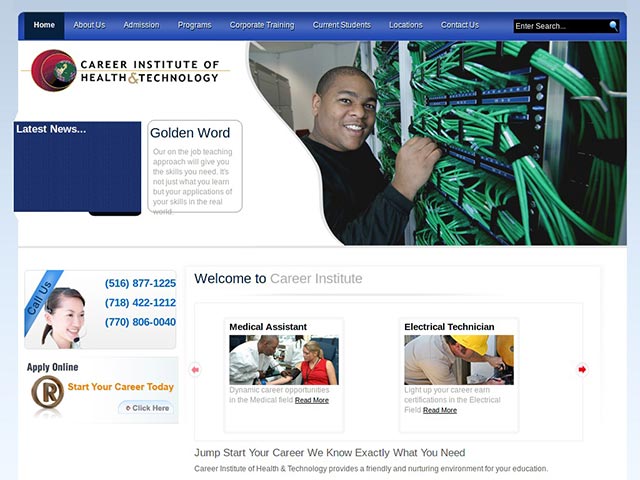 Home About Us Admission Programs Corporate Training Current Students Locations Contact Us Enter Search...
CAREER INSTITUTE OF
HEALTH & TECHNOLOGY
Latest News...
Golden Word
Our on the job teaching
approach will give you
the skills you need. It's
not just what you learn
but your applications of
your skills in the real
world.
Call Us
(516) 877-1225
(718) 422-1212
(770) 806-0040
Apply Online
R
Start Your Career Today
Click Here
Welcome to Career Institute
Medical Assistant
Dynamic career opportunities
in the Medical field Read More
Electrical Technician
Light up your career earn
certifications in the Electrical
Field Read More
Jump Start Your Career We Know Exactly What You Need
Career Institute of Health & Technology provides a friendly and nurturing environment for your education.